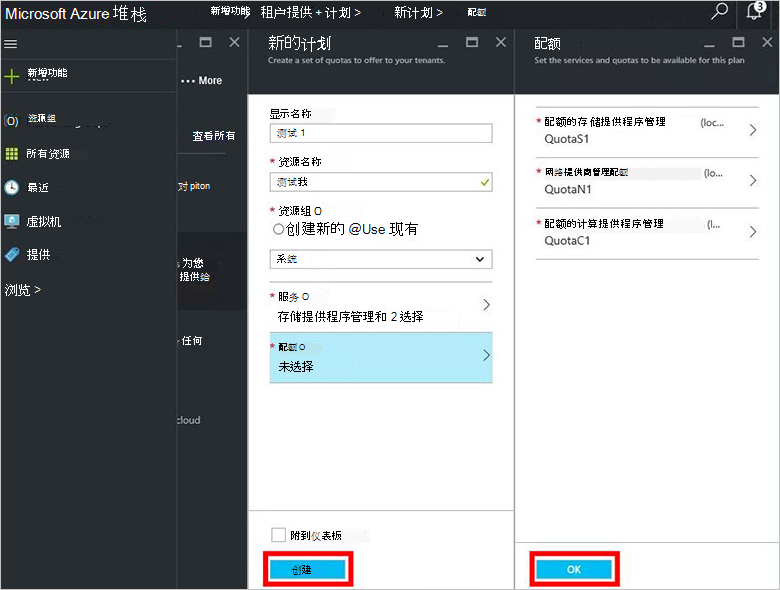 Microsoft Azure 堆栈
新增功能 租户提供 + 计划 > 新计划 > 配额
3
新增功能
资源组
所有资源
最近
虚拟机
提供
浏览 >
••• More
查看所有
对 piton
为您
提供给
任何
cloud
新的计划
Create a set of quotas to offer to your tenants.
显示名称
测试 1
* 资源名称
测试我
* 资源组
创建新的 @Use 现有
系统
* 服务
存储提供程序管理和 2 选择
* 配额
未选择
附到仪表板
创建
配额
Set the services and quotas to be available for this plan
* 配额的存储提供程序管理 (loc...
QuotaS1
* 网络提供商管理配额 (lo...
QuotaN1
* 配额的计算提供程序管理 (l...
QuotaC1
OK